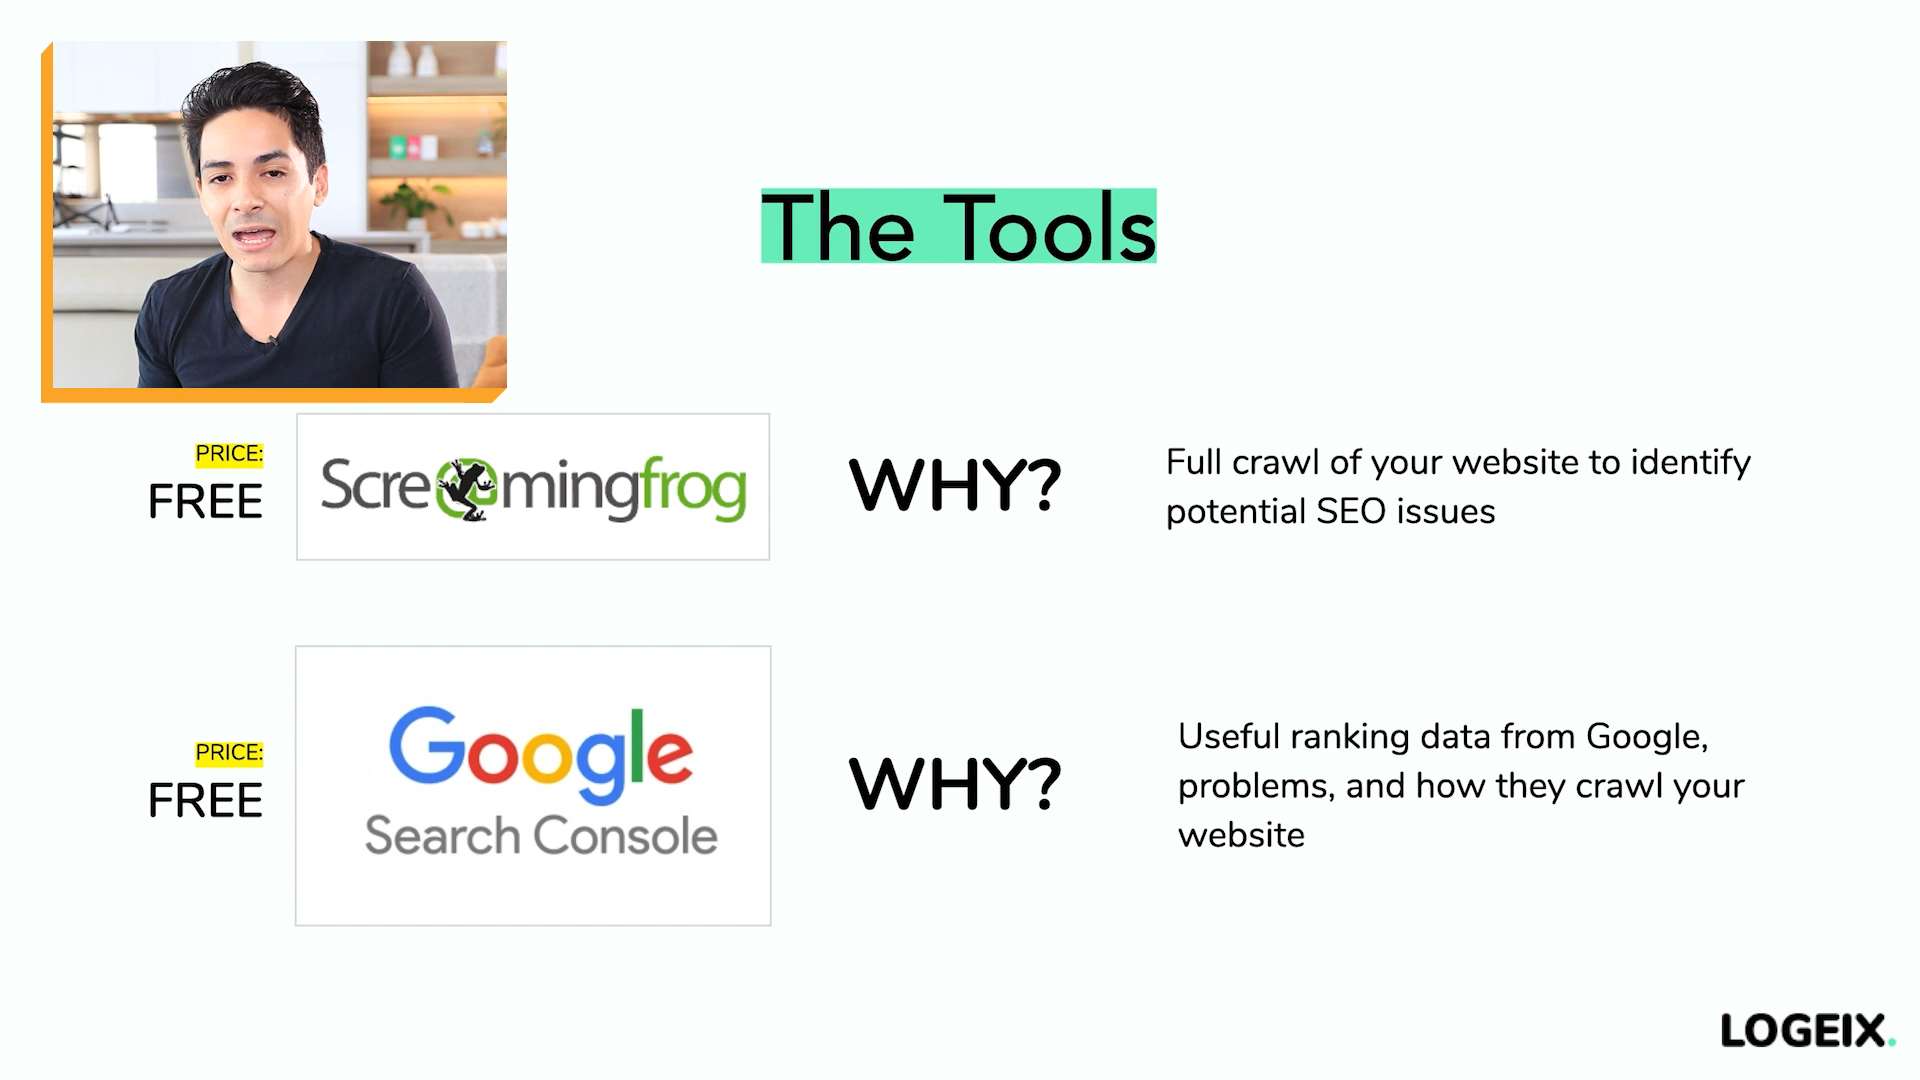 The Tools
PRICE:
FREE
Screamingfrog
WHY?
Full crawl of your website to identify
potential SEO issues
PRICE:
FREE
Google
Search Console
WHY?
Useful ranking data from Google,
problems, and how they crawl your
website
LOGEIX.